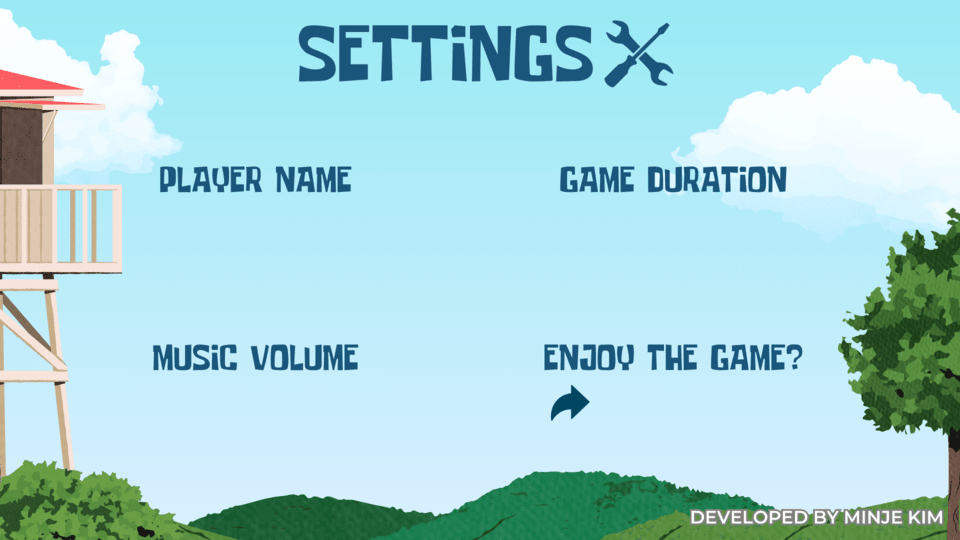 SETTINGS
PLAYER NAME
GAME DURATION
MUSIC VOLUME
ENJOY THE GAME?
DEVELOPED BY MINJE KIM